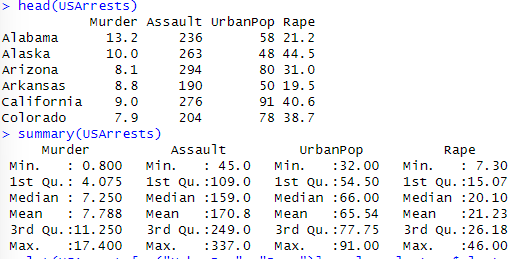 > head(USArrests)
Murder Assault UrbanPop Rape
Alabama 13.2 236 58 21.2
Alaska 10.0 263 48 44.5
Arizona 8.1 294 80 31.0
Arkansas 8.8 190 50 19.5
California 9.0 276 91 40.6
Colorado 7.9 204 78 38.7
> summary(USArrests)
Murder Assault UrbanPop Rape
Min. : 0.800 Min. : 45.0 Min. :32.00 Min. : 7.30
1st Qu.: 4.075 1st Qu.:109.0 1st Qu.:54.50 1st Qu.:15.07
Median : 7.250 Median :159.0 Median :66.00 Median :20.10
Mean : 7.788 Mean :170.8 Mean :65.54 Mean :21.23
3rd Qu.:11.250 3rd Qu.:249.0 3rd Qu.:77.75 3rd Qu.:26.18
Max. :17.400 Max. :337.0 Max. :91.00 Max. :46.00